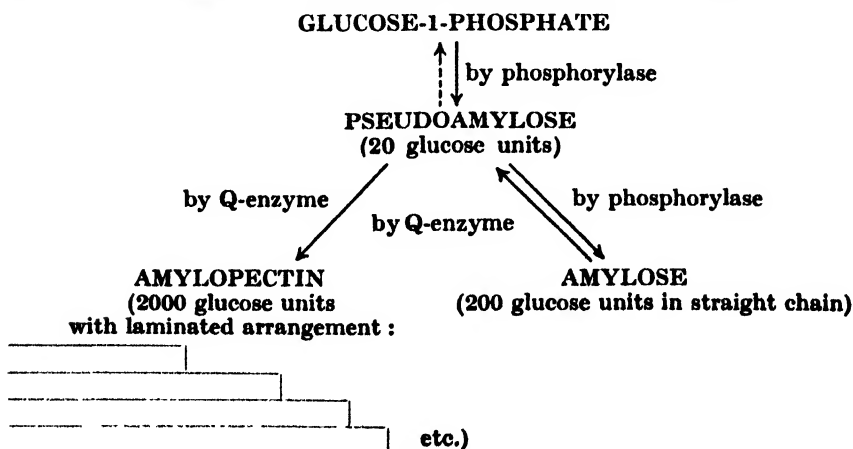 GLUCOSE-1-PHOSPHATE
by phosphorylase
PSEUDOAMYLOSE
(20 glucose units)
by Q-enzyme
by Q-enzyme
by phosphorylase
AMYLOPECTIN
(2000 glucose units
with laminated arrangement :
AMYLOSE
(200 glucose units in straight chain)
etc.)